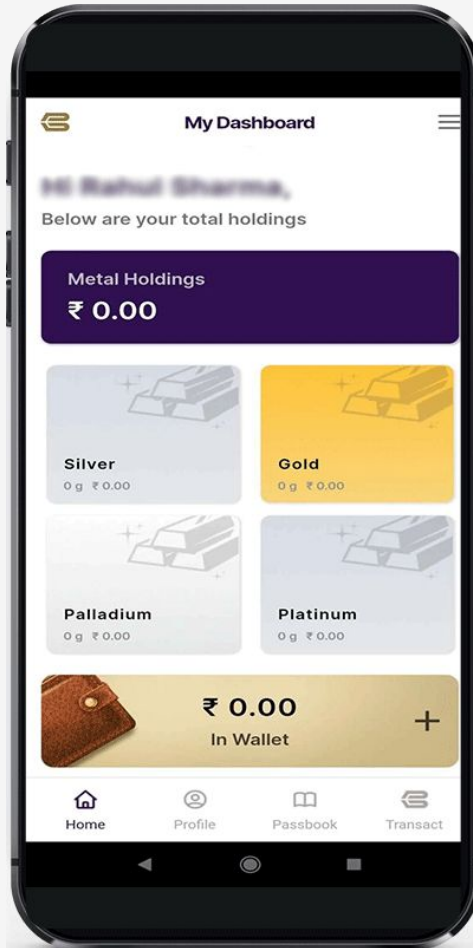 My Dashboard
Below are your total holdings
Metal Holdings
₹ 0.00
Silver
0 g ₹ 0.00
Gold
0 g ₹ 0.00
Palladium
0 g ₹ 0.00
Platinum
0 g ₹ 0.00
₹ 0.00
In Wallet
+
Home
Profile
Passbook
Transact